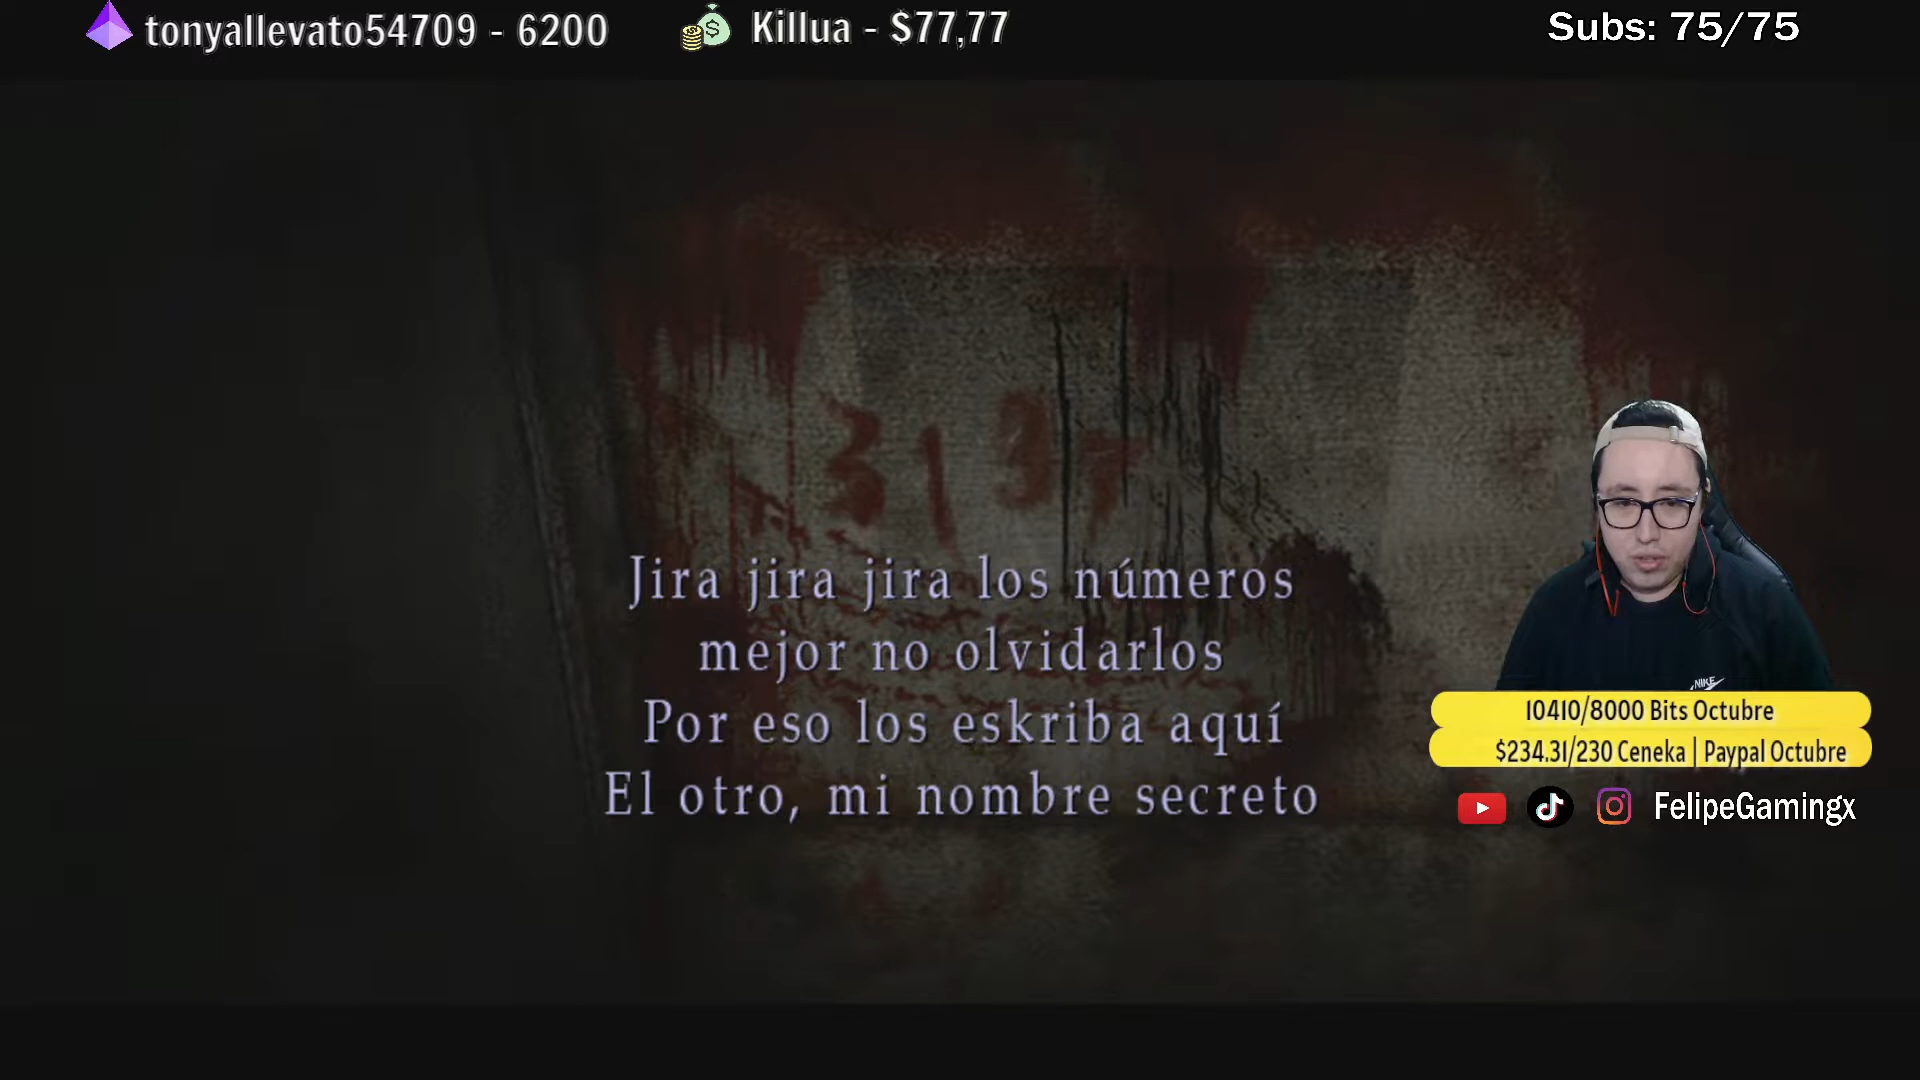 tonyallevato54709 - 6200
Killua - $77,77
Subs: 75/75
Jira jira jira los números
mejor no olvidarlos
Por eso los eskriba aquí
El otro, mi nombre secreto
NIKE
10410/8000 Bits Octubre
$234.31/230 Ceneka | Paypal Octubre
FelipeGamingx